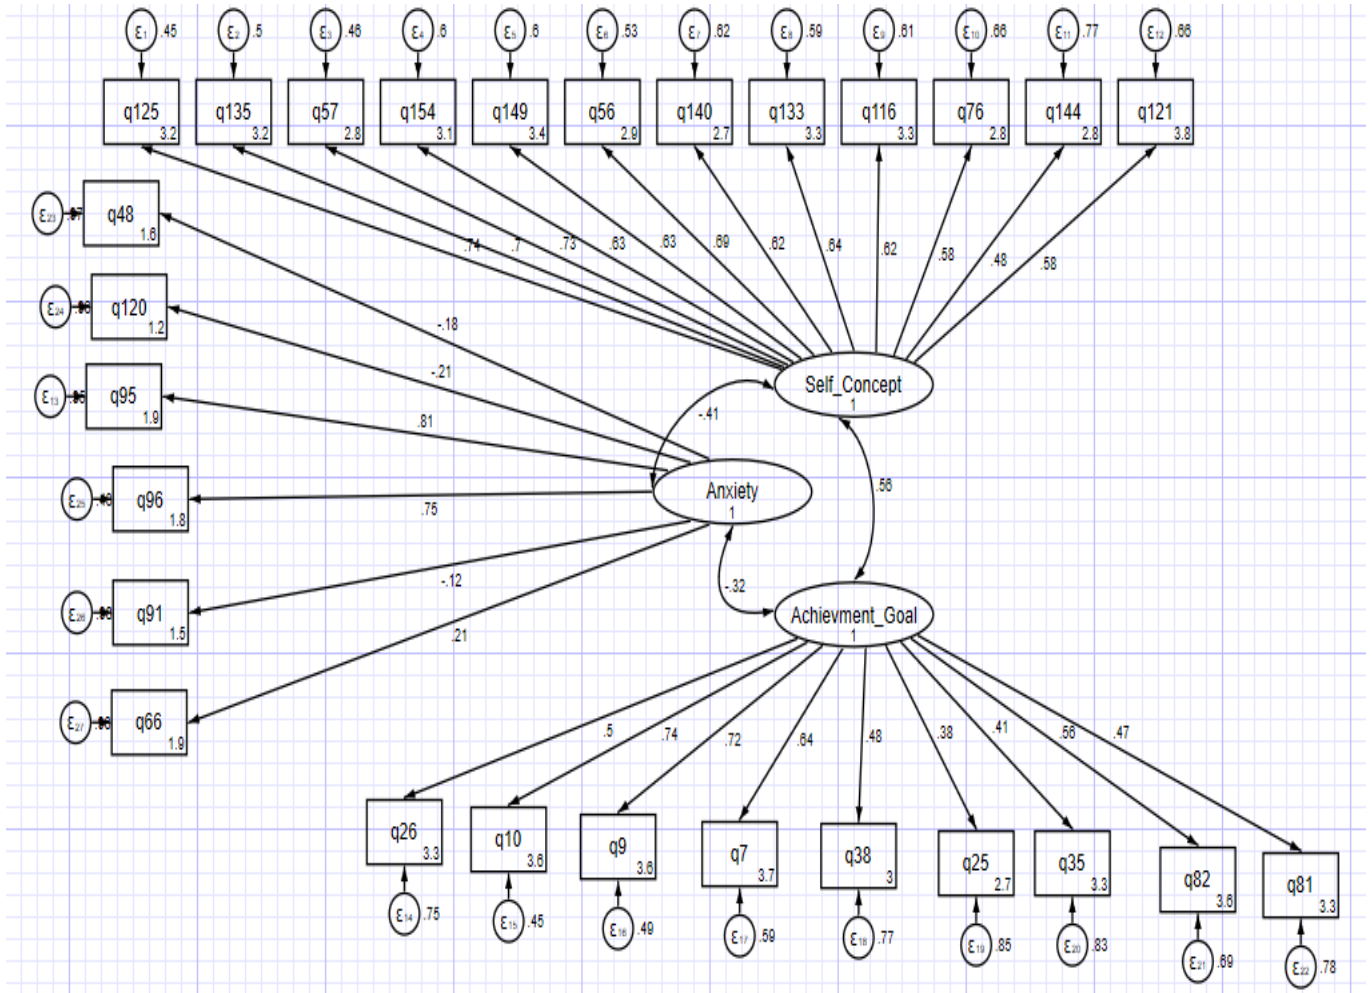 ε1 .45 ε2 .5 ε3 .46 ε4 .6 ε5 .6 ε6 .53 ε7 .62 ε8 .59 ε9 .61 ε10 .66 ε11 .77 ε12 .66
q125 q135 q57 q154 q149 q56 q140 q133 q116 q76 q144 q121
3.2 3.2 2.8 3.1 3.4 2.9 2.7 3.3 3.3 2.8 2.8 3.8
ε23 q48
1.6
.74 .7 .73 .63 .63 .69 .62 .64 .62 .58 .48 .58
ε24 q120
1.2
-.18
-.21
Self_Concept
1
ε13 q95
1.9
.81
-.41
Anxiety
1
.56
ε25 q96
1.8
.75
-.12
-.32
ε26 q91
1.5
Achievment_Goal
1
.21
ε27 q66
1.9
.5 .74 .72 .64 .48 .38 .41 .56 .47
q26 q10 q9 q7 q38 q25 q35 q82 q81
3.3 3.6 3.6 3.7 3 2.7 3.3 3.6 3.3
ε14 .75 ε15 .45 ε16 .49 ε17 .59 ε18 .77 ε19 .85 ε20 .83 ε21 .69 ε22 .78